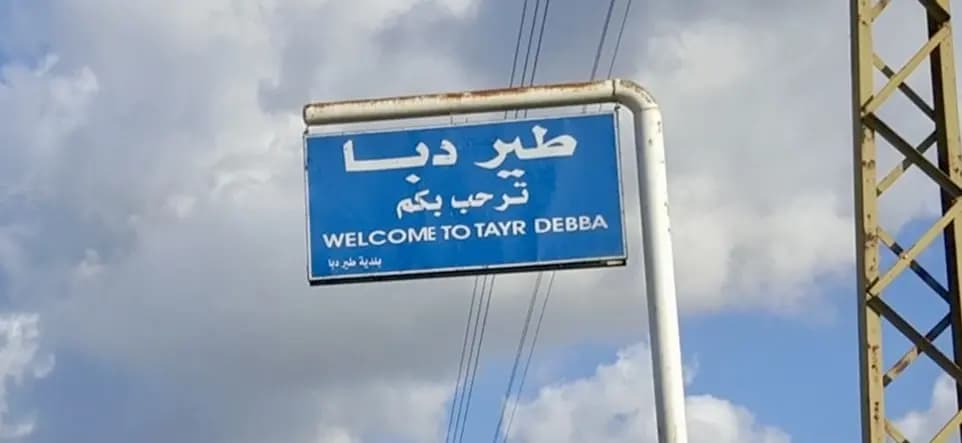 طير دبا
ترحب بكم
WELCOME TO TAYR DEBBA
بلدية طير دبا